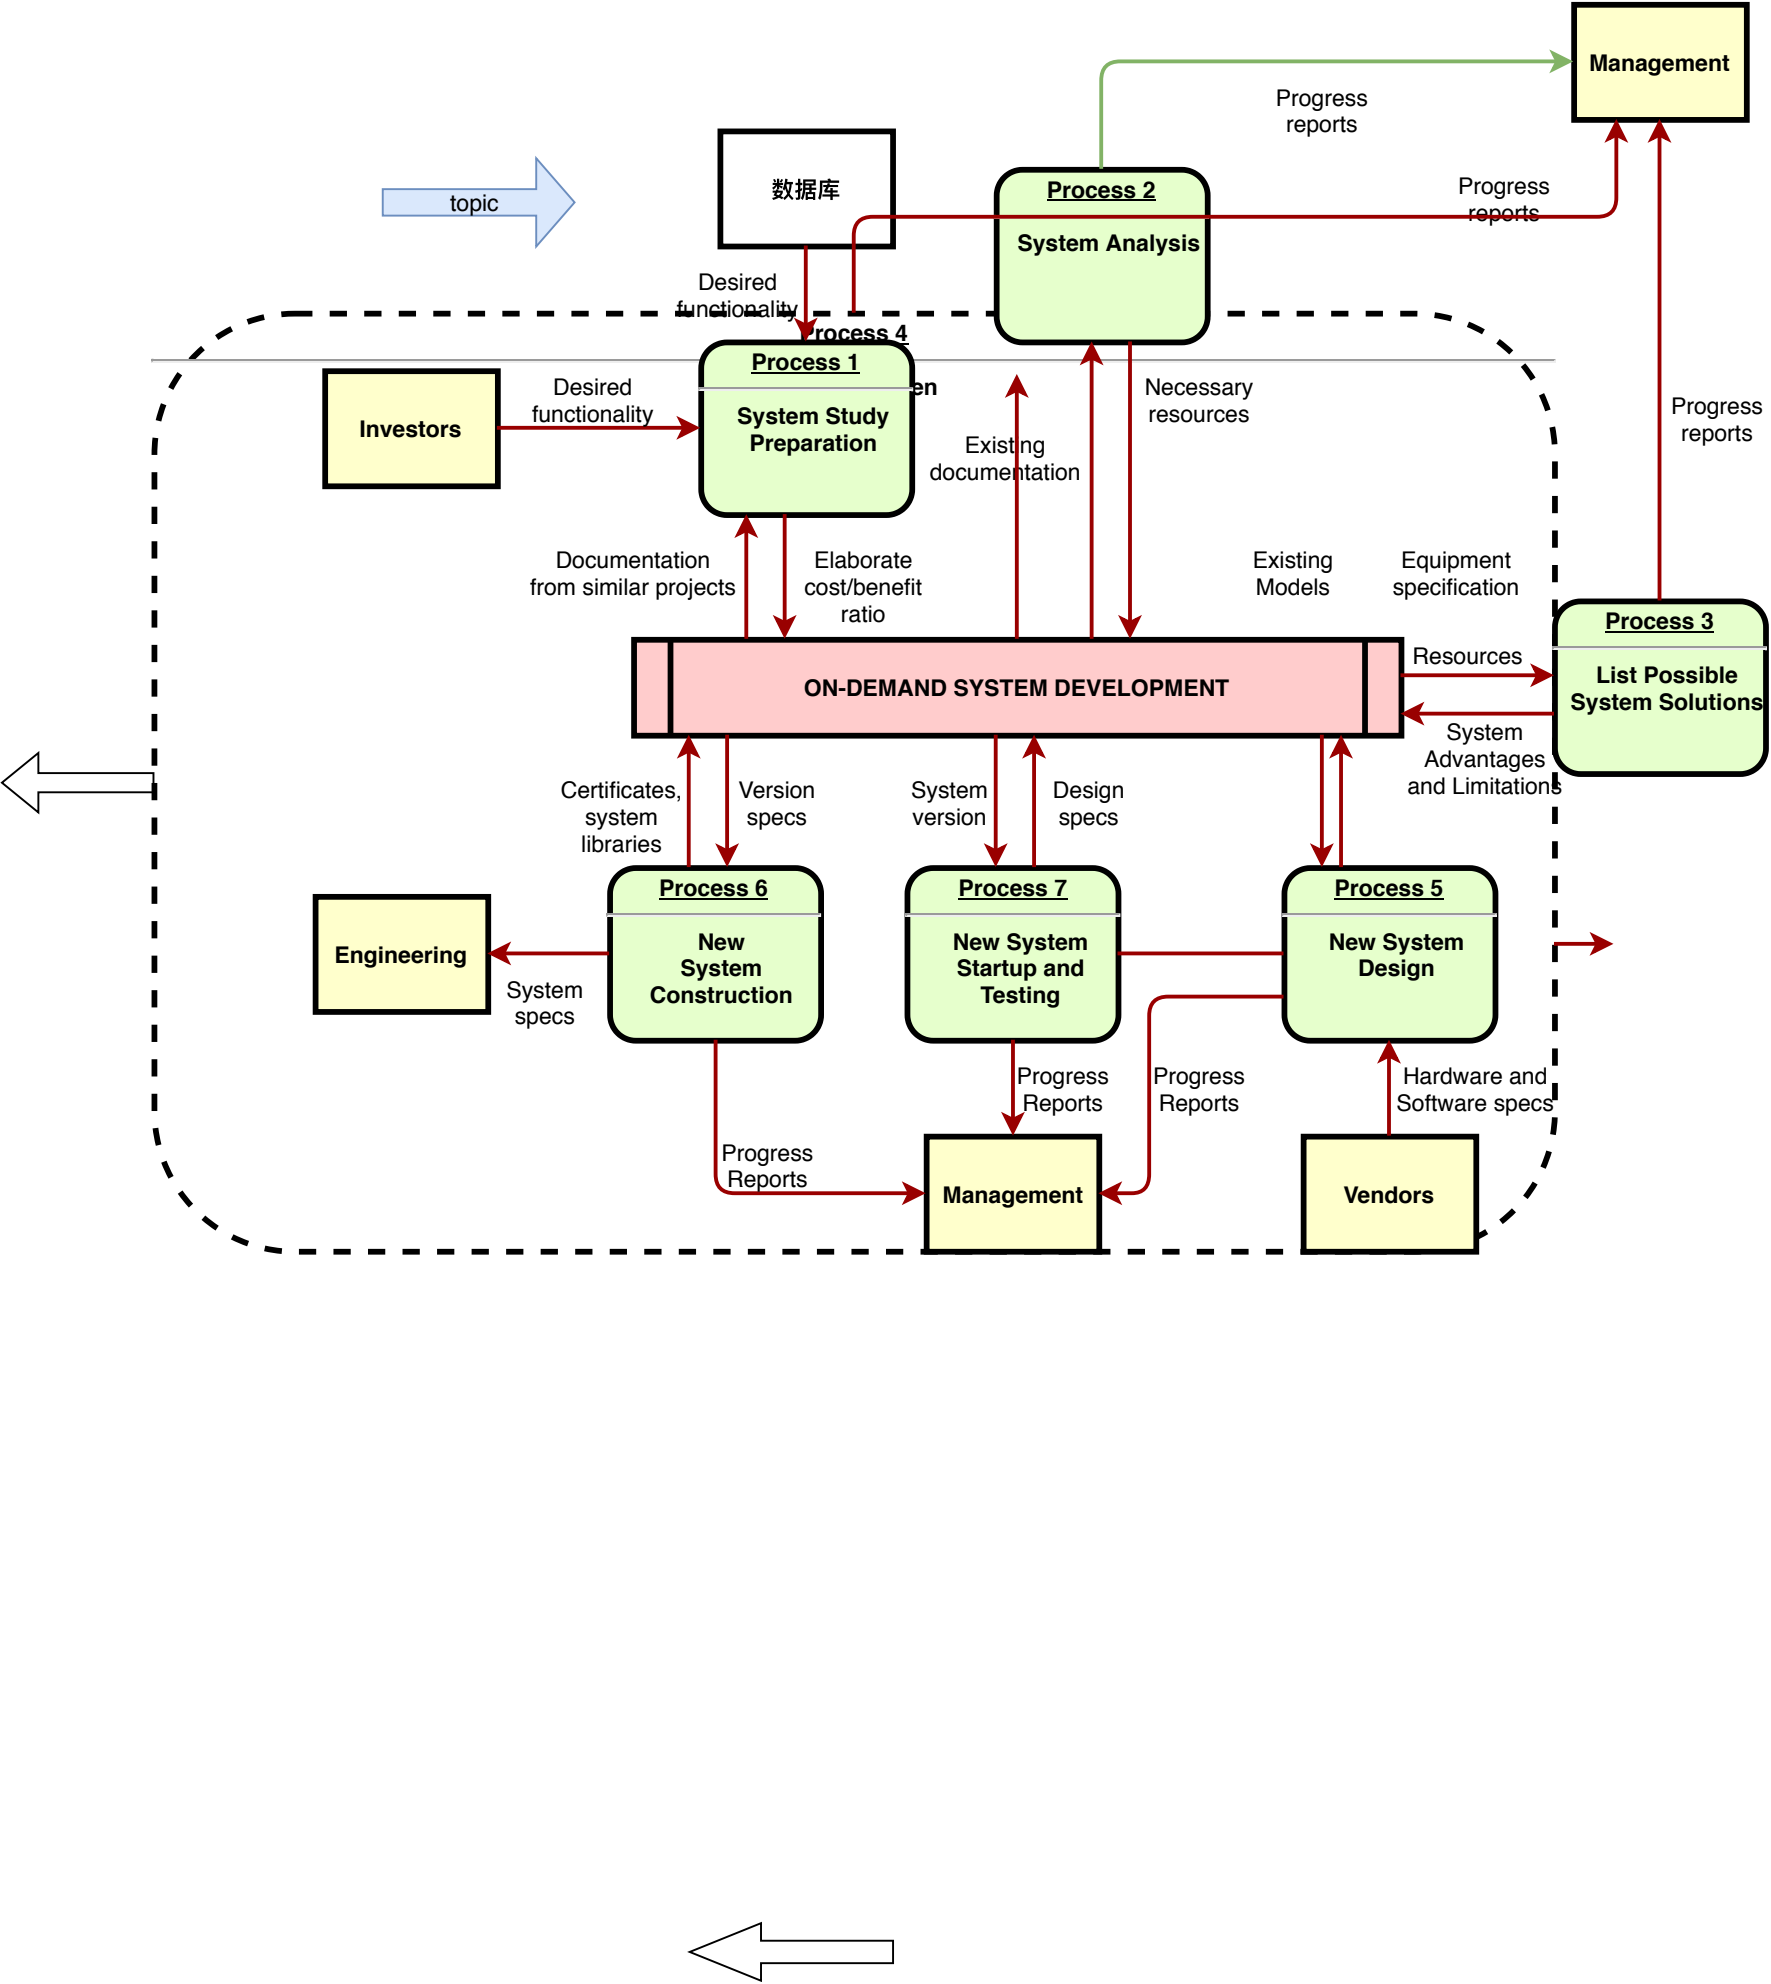 Management
Progress
reports
topic
数据库
Process 2
System Analysis
Progress
reports
Desired
functionality
Process 4
Process 1
System Study
Preparation
Investors
Desired
functionality
Existing
documentation
Necessary
resources
Progress
reports
Documentation
from similar projects
Elaborate
cost/benefit
ratio
Existing
Models
Equipment
specification
Process 3
List Possible
System Solutions
ON-DEMAND SYSTEM DEVELOPMENT
Resources
System
Advantages
and Limitations
Certificates,
system
libraries
Version
specs
System
version
Design
specs
Process 6
New
System
Construction
Process 7
New System
Startup and
Testing
Process 5
New System
Design
Engineering
System
specs
Progress
Reports
Progress
Reports
Hardware and
Software specs
Progress
Reports
Management
Vendors